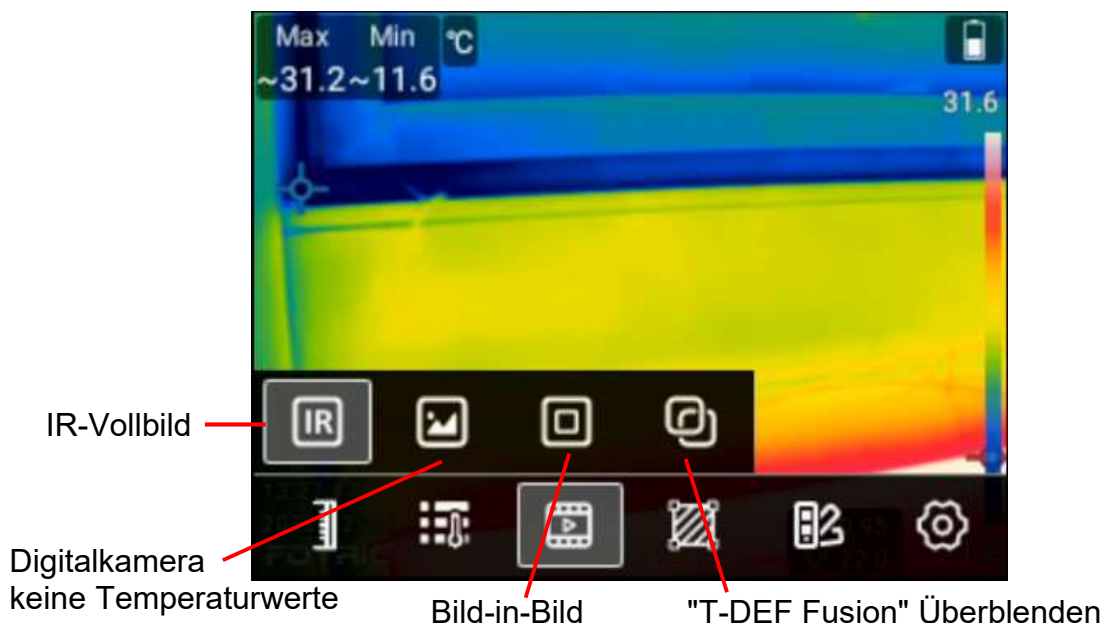 Max Min °C
~31.2~11.6
31.6
IR-Vollbild
IR
Digitalkamera
keine Temperaturwerte
Bild-in-Bild
"T-DEF Fusion" Überblenden